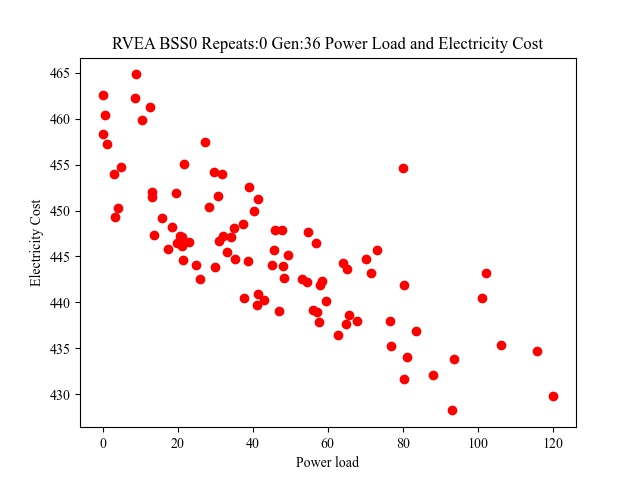 RVEA BSS0 Repeats:0 Gen:36 Power Load and Electricity Cost
465
460
455
450
445
440
435
430
Electricity Cost
0 20 40 60 80 100 120
Power load